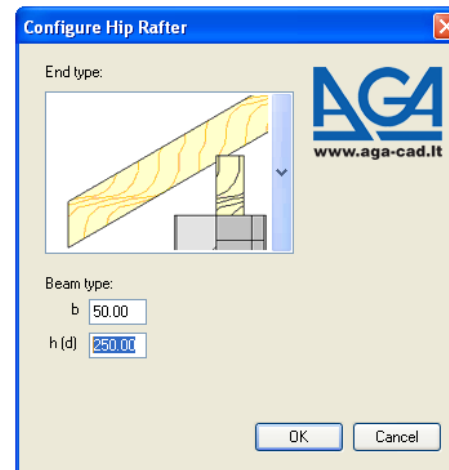 Configure Hip Rafter
End type:
AGA
www.aga-cad.lt
Beam type:
b 50.00
h (d) 250.00
OK Cancel